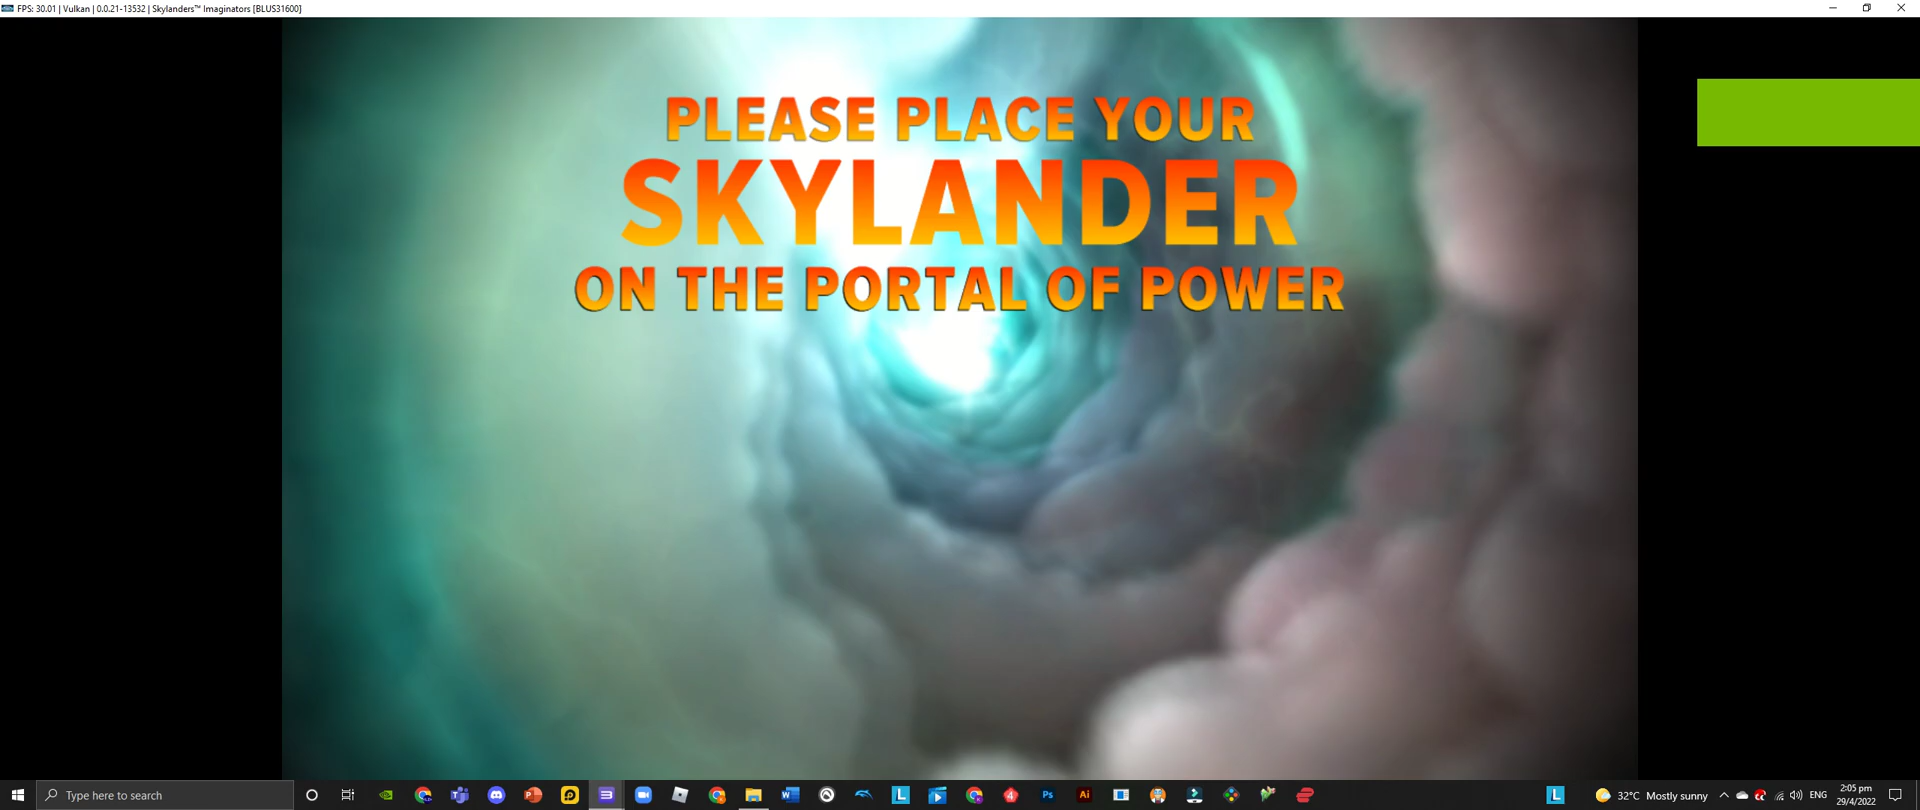 FPS: 30.01 | Vulkan | 0.0.21-13532 | Skylanders™ Imaginators [BLUS31600]
PLEASE PLACE YOUR
SKYLANDER
ON THE PORTAL OF POWER
Type here to search
32°C Mostly sunny
ENG
2:05 pm
29/4/2022